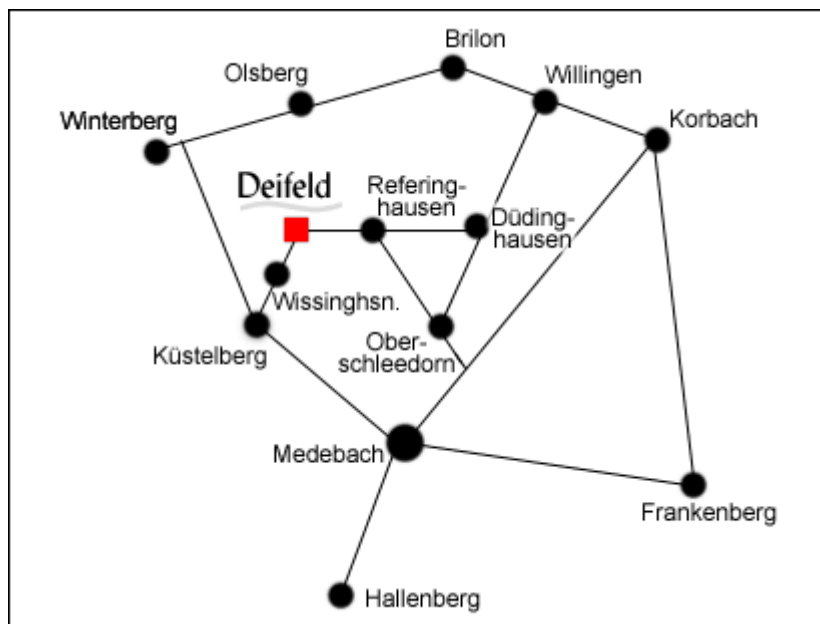 Brilon
Olsberg
Willingen
Winterberg
Korbach
Deifeld
Refering-
hausen
Düding-
hausen
Wissinghsn.
Küstelberg
Ober-
schleedorn
Medebach
Frankenberg
Hallenberg